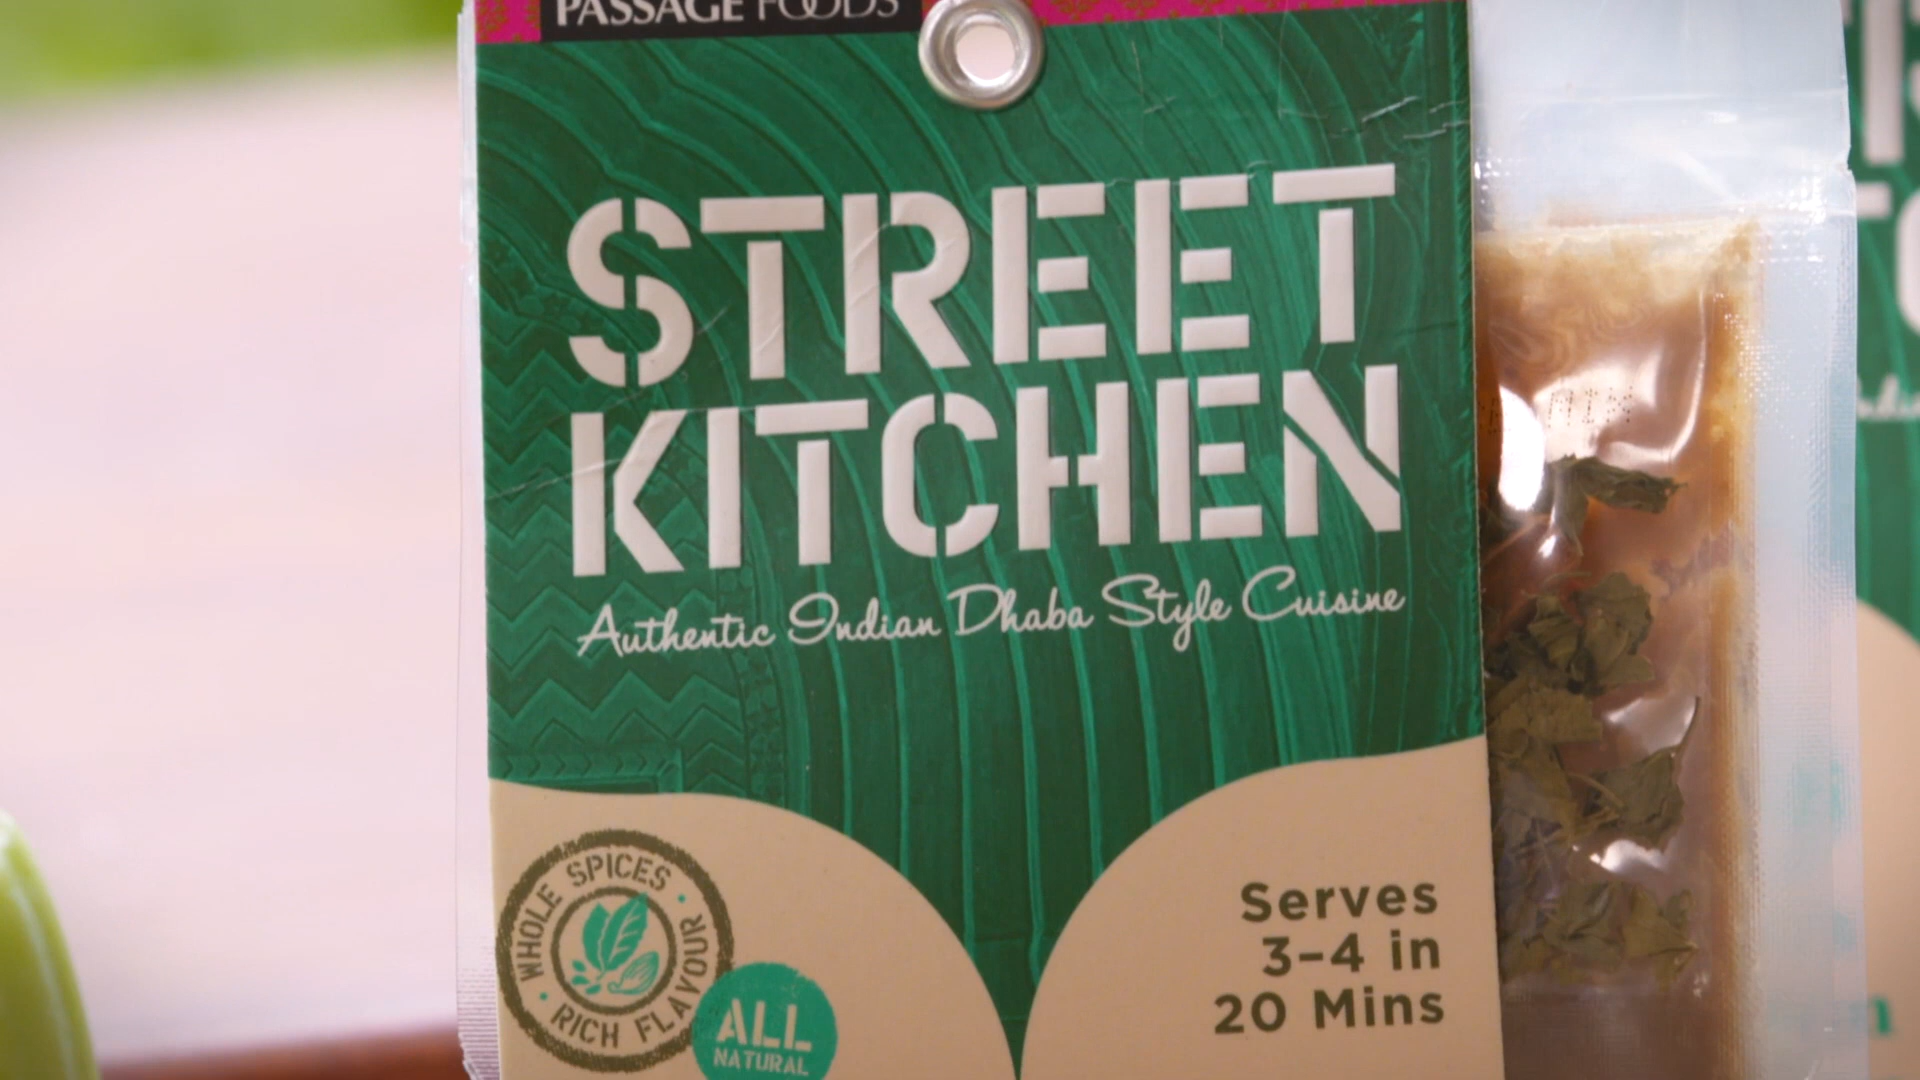 PASSAGE FOODS
STREET
KITCHEN
Authentic Indian Dhaba Style Cuisine
WHOLE SPICES
RICH FLAVOUR
ALL
NATURAL
Serves
3-4 in
20 Mins